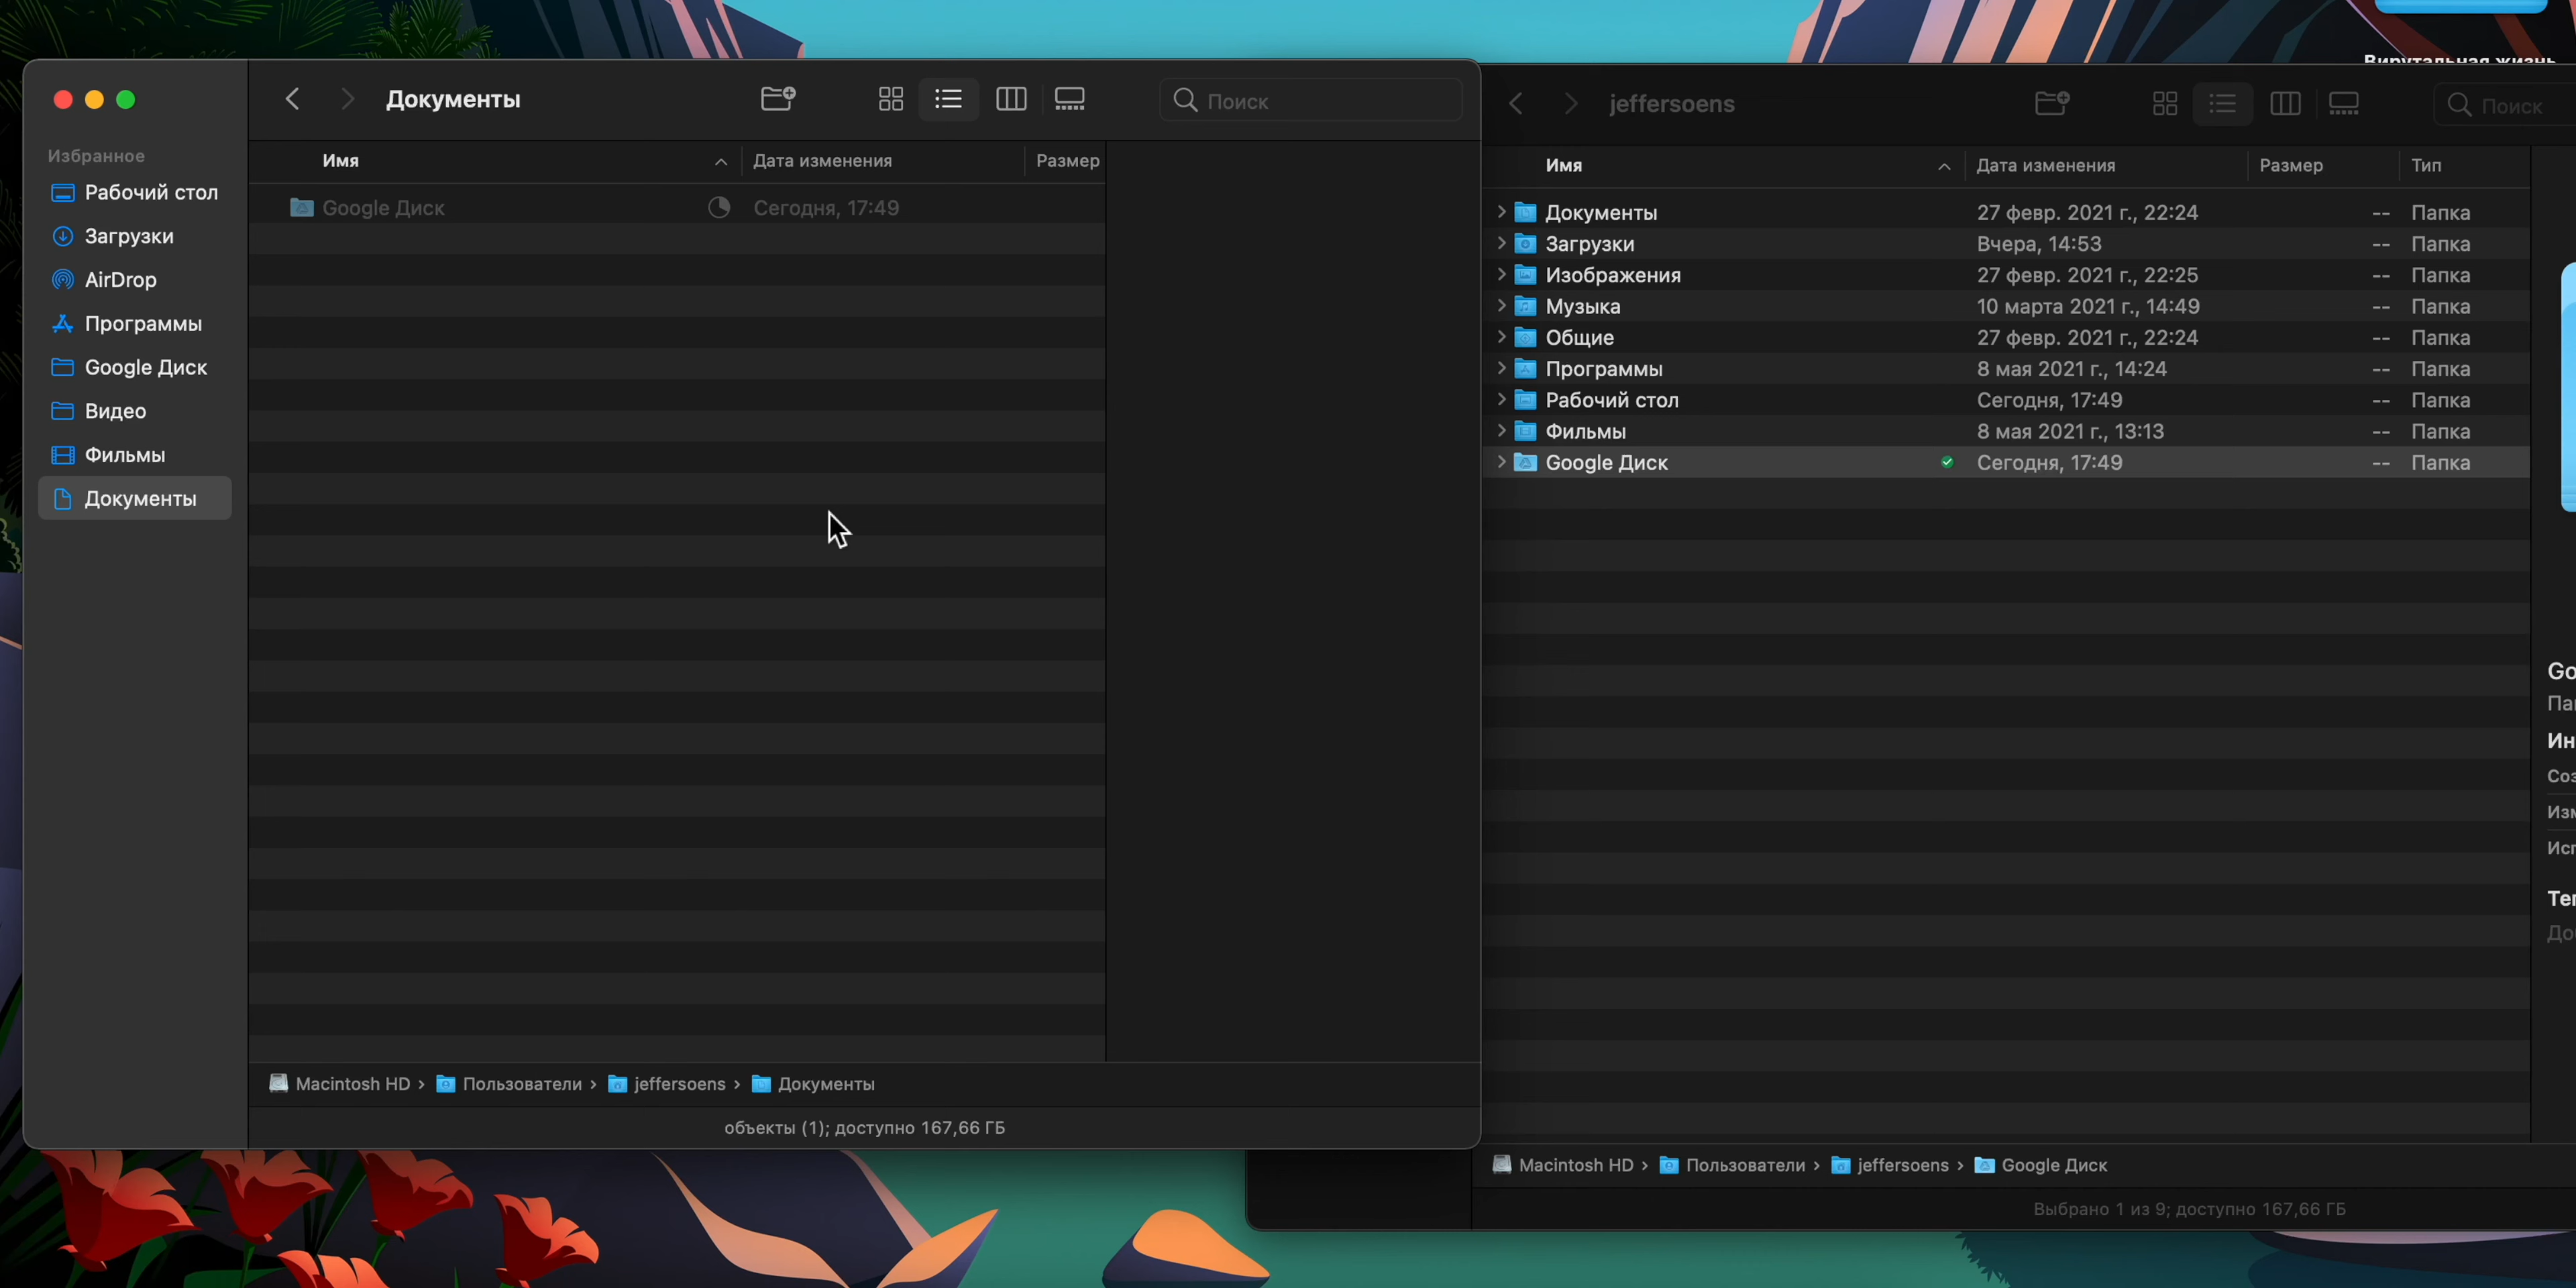 Вирутальная жизнь
Документы
Поиск
Избранное
Рабочий стол
Загрузки
AirDrop
Программы
Google Диск
Видео
Фильмы
Документы
Имя Дата изменения Размер
Google Диск Сегодня, 17:49
Macintosh HD › Пользователи › jeffersoens › Документы
объекты (1); доступно 167,66 ГБ
jeffersoens
Поиск
Имя Дата изменения Размер Тип
Документы 27 февр. 2021 г., 22:24 -- Папка
Загрузки Вчера, 14:53 -- Папка
Изображения 27 февр. 2021 г., 22:25 -- Папка
Музыка 10 марта 2021 г., 14:49 -- Папка
Общие 27 февр. 2021 г., 22:24 -- Папка
Программы 8 мая 2021 г., 14:24 -- Папка
Рабочий стол Сегодня, 17:49 -- Папка
Фильмы 8 мая 2021 г., 13:13 -- Папка
Google Диск Сегодня, 17:49 -- Папка
Macintosh HD › Пользователи › jeffersoens › Google Диск
Выбрано 1 из 9; доступно 167,66 ГБ